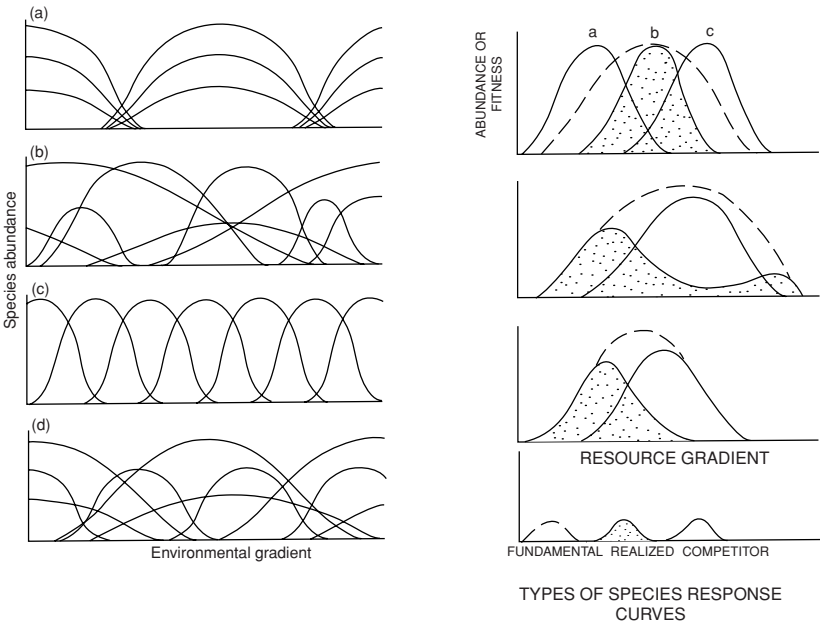 (a)
(b)
(c)
(d)
Species abundance
Environmental gradient
ABUNDANCE OR
FITNESS
a b c
RESOURCE GRADIENT
FUNDAMENTAL REALIZED COMPETITOR
TYPES OF SPECIES RESPONSE
CURVES